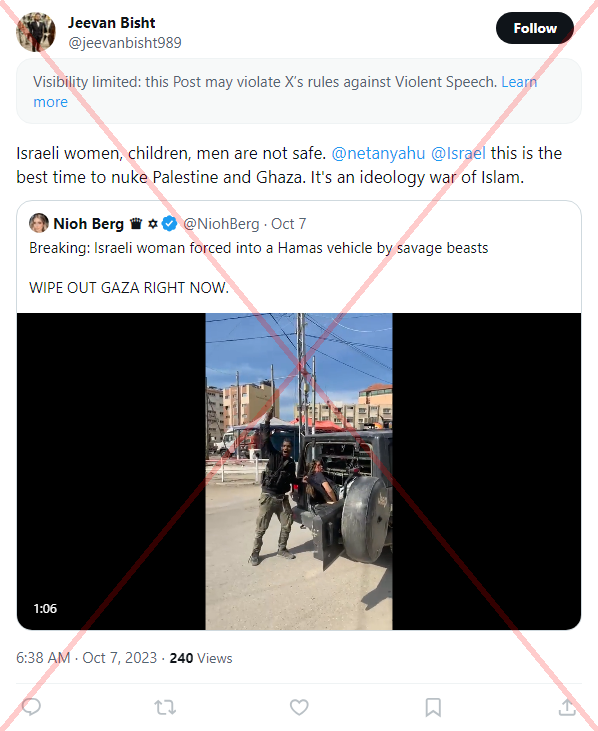 Jeevan Bisht
@jeevanbisht989
Follow
Visibility limited: this Post may violate X's rules against Violent Speech. Learn
more
Israeli women, children, men are not safe. @netanyahu @Israel this is the
best time to nuke Palestine and Ghaza. It's an ideology war of Islam.
Nioh Berg ♛ ✡ @NiohBerg · Oct 7
Breaking: Israeli woman forced into a Hamas vehicle by savage beasts
WIPE OUT GAZA RIGHT NOW.
1:06
6:38 AM · Oct 7, 2023 · 240 Views